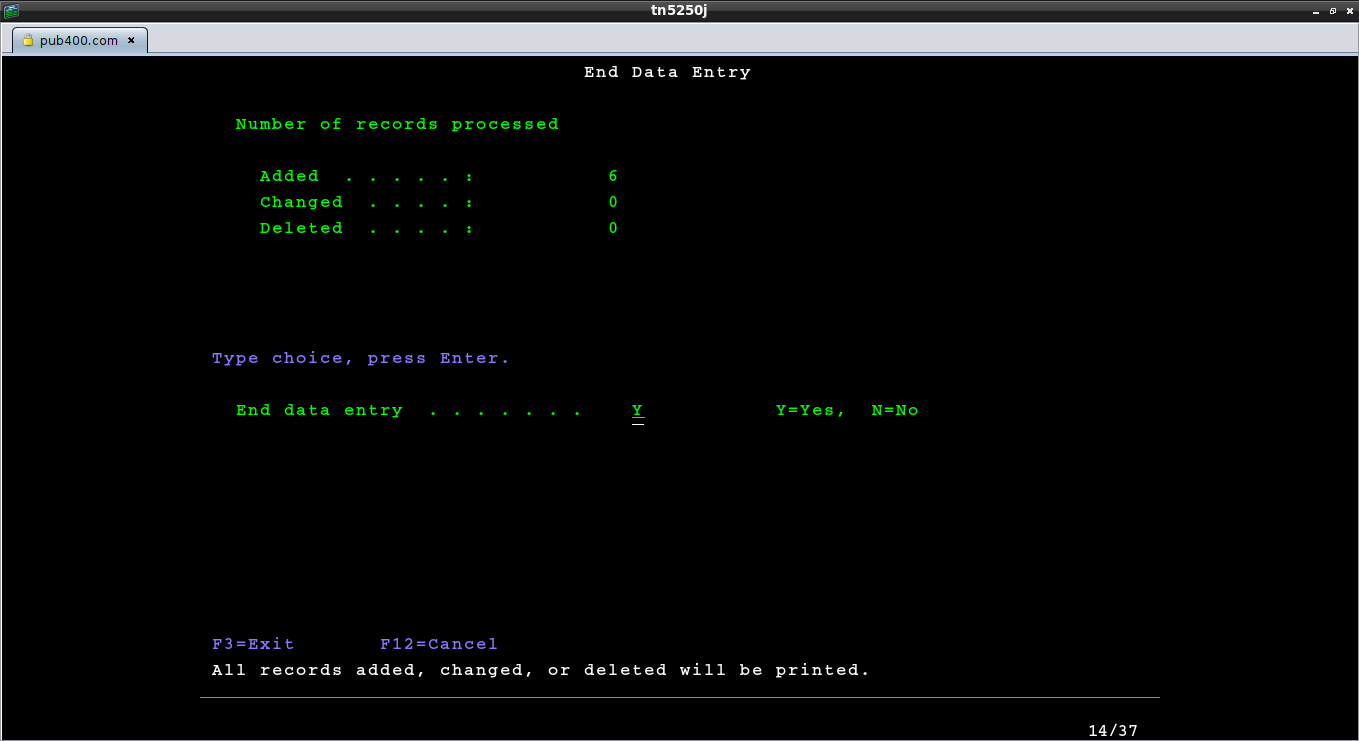 tn5250j
pub400.com
End Data Entry
Number of records processed
Added . . . . . : 6
Changed . . . . : 0
Deleted . . . . : 0
Type choice, press Enter.
End data entry . . . . . . . Y Y=Yes, N=No
F3=Exit F12=Cancel
All records added, changed, or deleted will be printed.
14/37